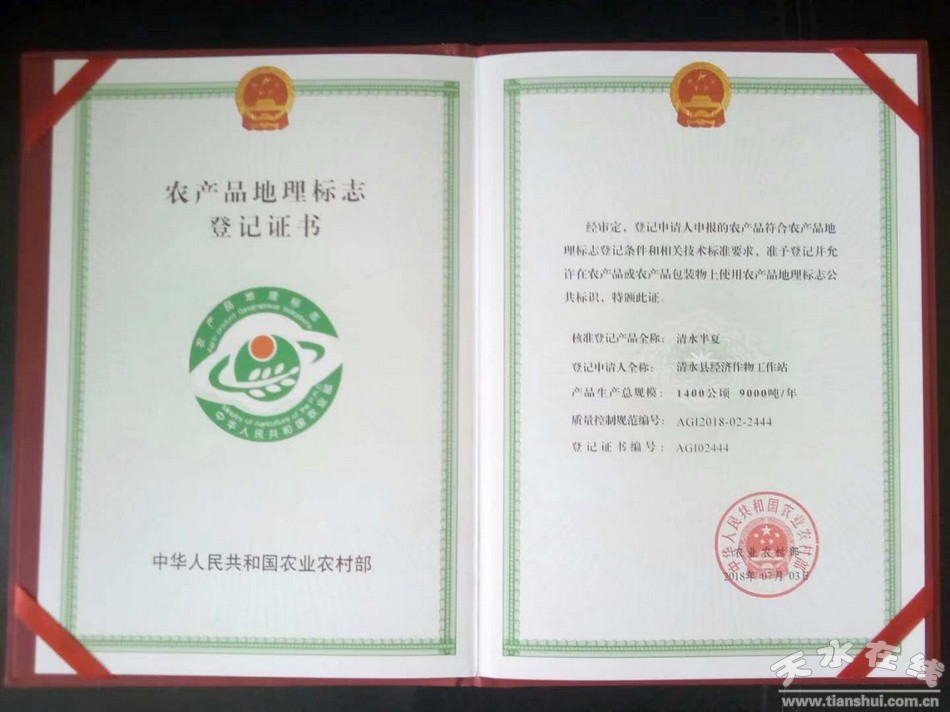 农产品地理标志
登记证书
农产品地理标志
中华人民共和国农业部
中华人民共和国农业农村部
经审定，登记申请人申报的农产品符合农产品地
理标志登记条件和相关技术标准要求，准予登记并允
许在农产品或农产品包装物上使用农产品地理标志公
共标识，特颁此证。
核准登记产品全称： 清水半夏
登记申请人全称： 清水县经济作物工作站
产品生产总规模： 1400公顷 9000吨/年
质量控制规范编号： AGI2018-02-2444
登记证书编号： AGI02444
中华人民共和国农业农村部
农业农村部
2018年 07月 03日
天水在线
www.tianshui.com.cn